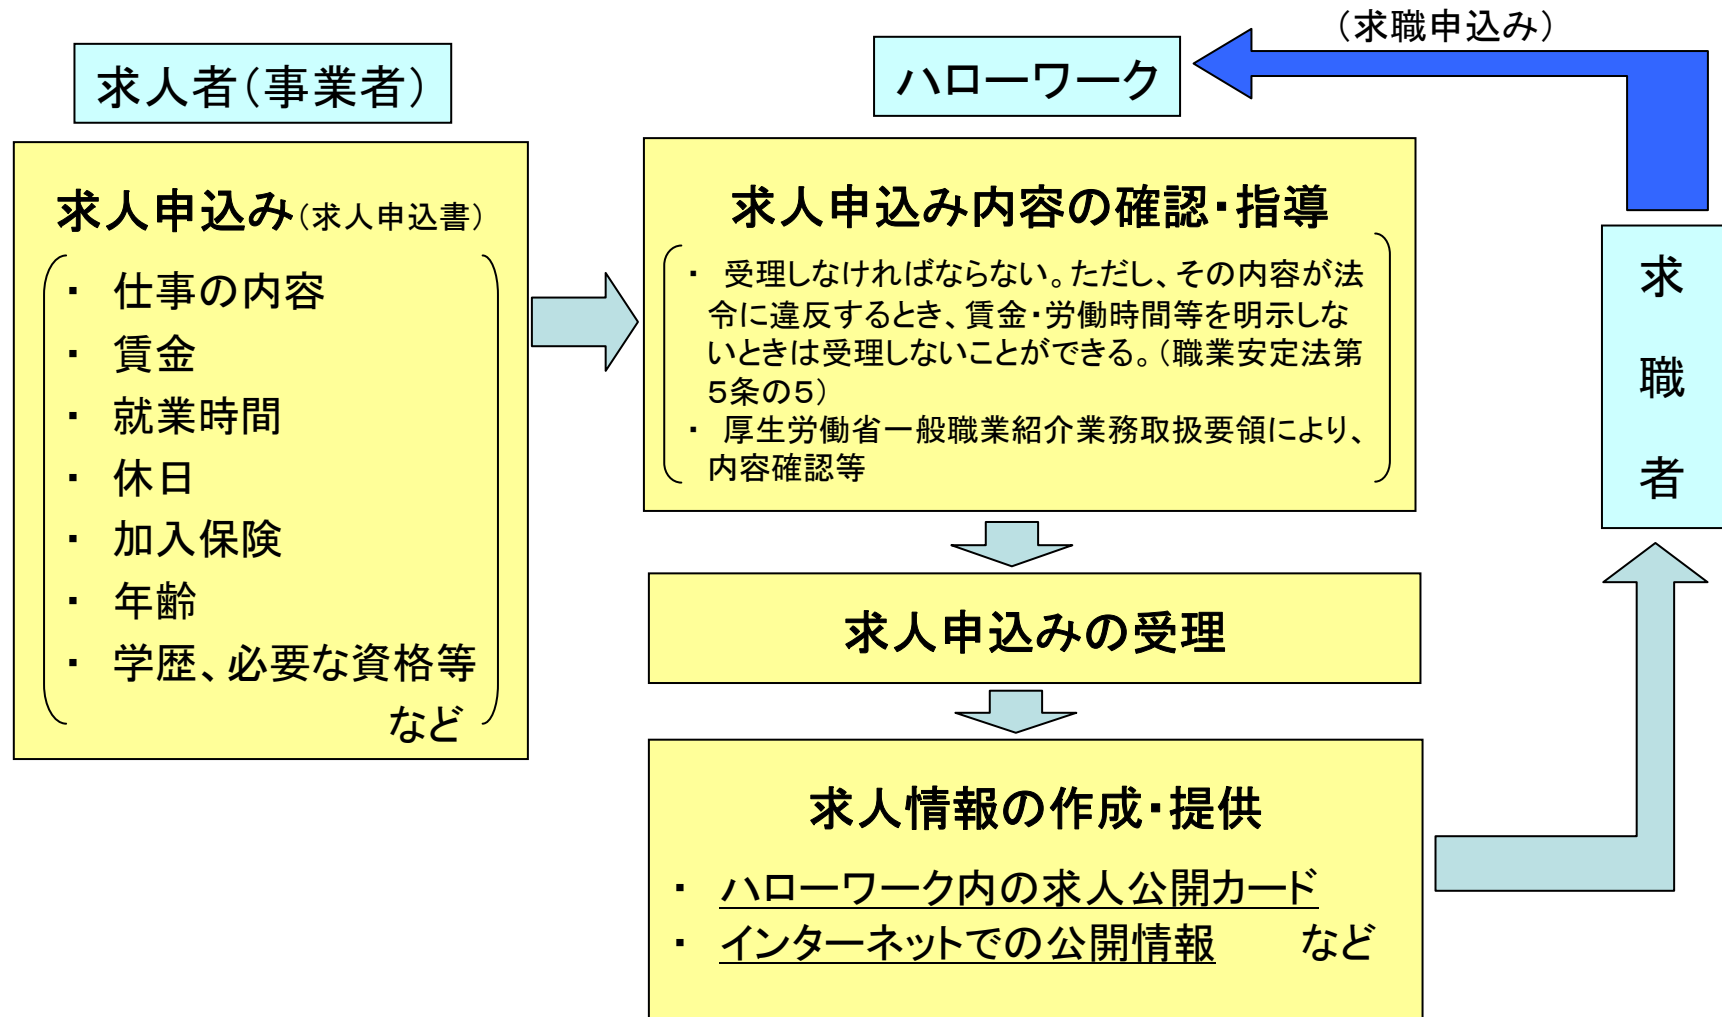 (求職申込み)
求人者(事業者)
ハローワーク
求人申込み(求人申込書)
・ 仕事の内容
・ 賃金
・ 就業時間
・ 休日
・ 加入保険
・ 年齢
・ 学歴、必要な資格等
など
求人申込み内容の確認・指導
・ 受理しなければならない。ただし、その内容が法
令に違反するとき、賃金・労働時間等を明示しな
いときは受理しないことができる。(職業安定法第
5条の5)
・ 厚生労働省一般職業紹介業務取扱要領により、
内容確認等
求人申込みの受理
求人情報の作成・提供
・ ハローワーク内の求人公開カード
・ インターネットでの公開情報 など
求
職
者